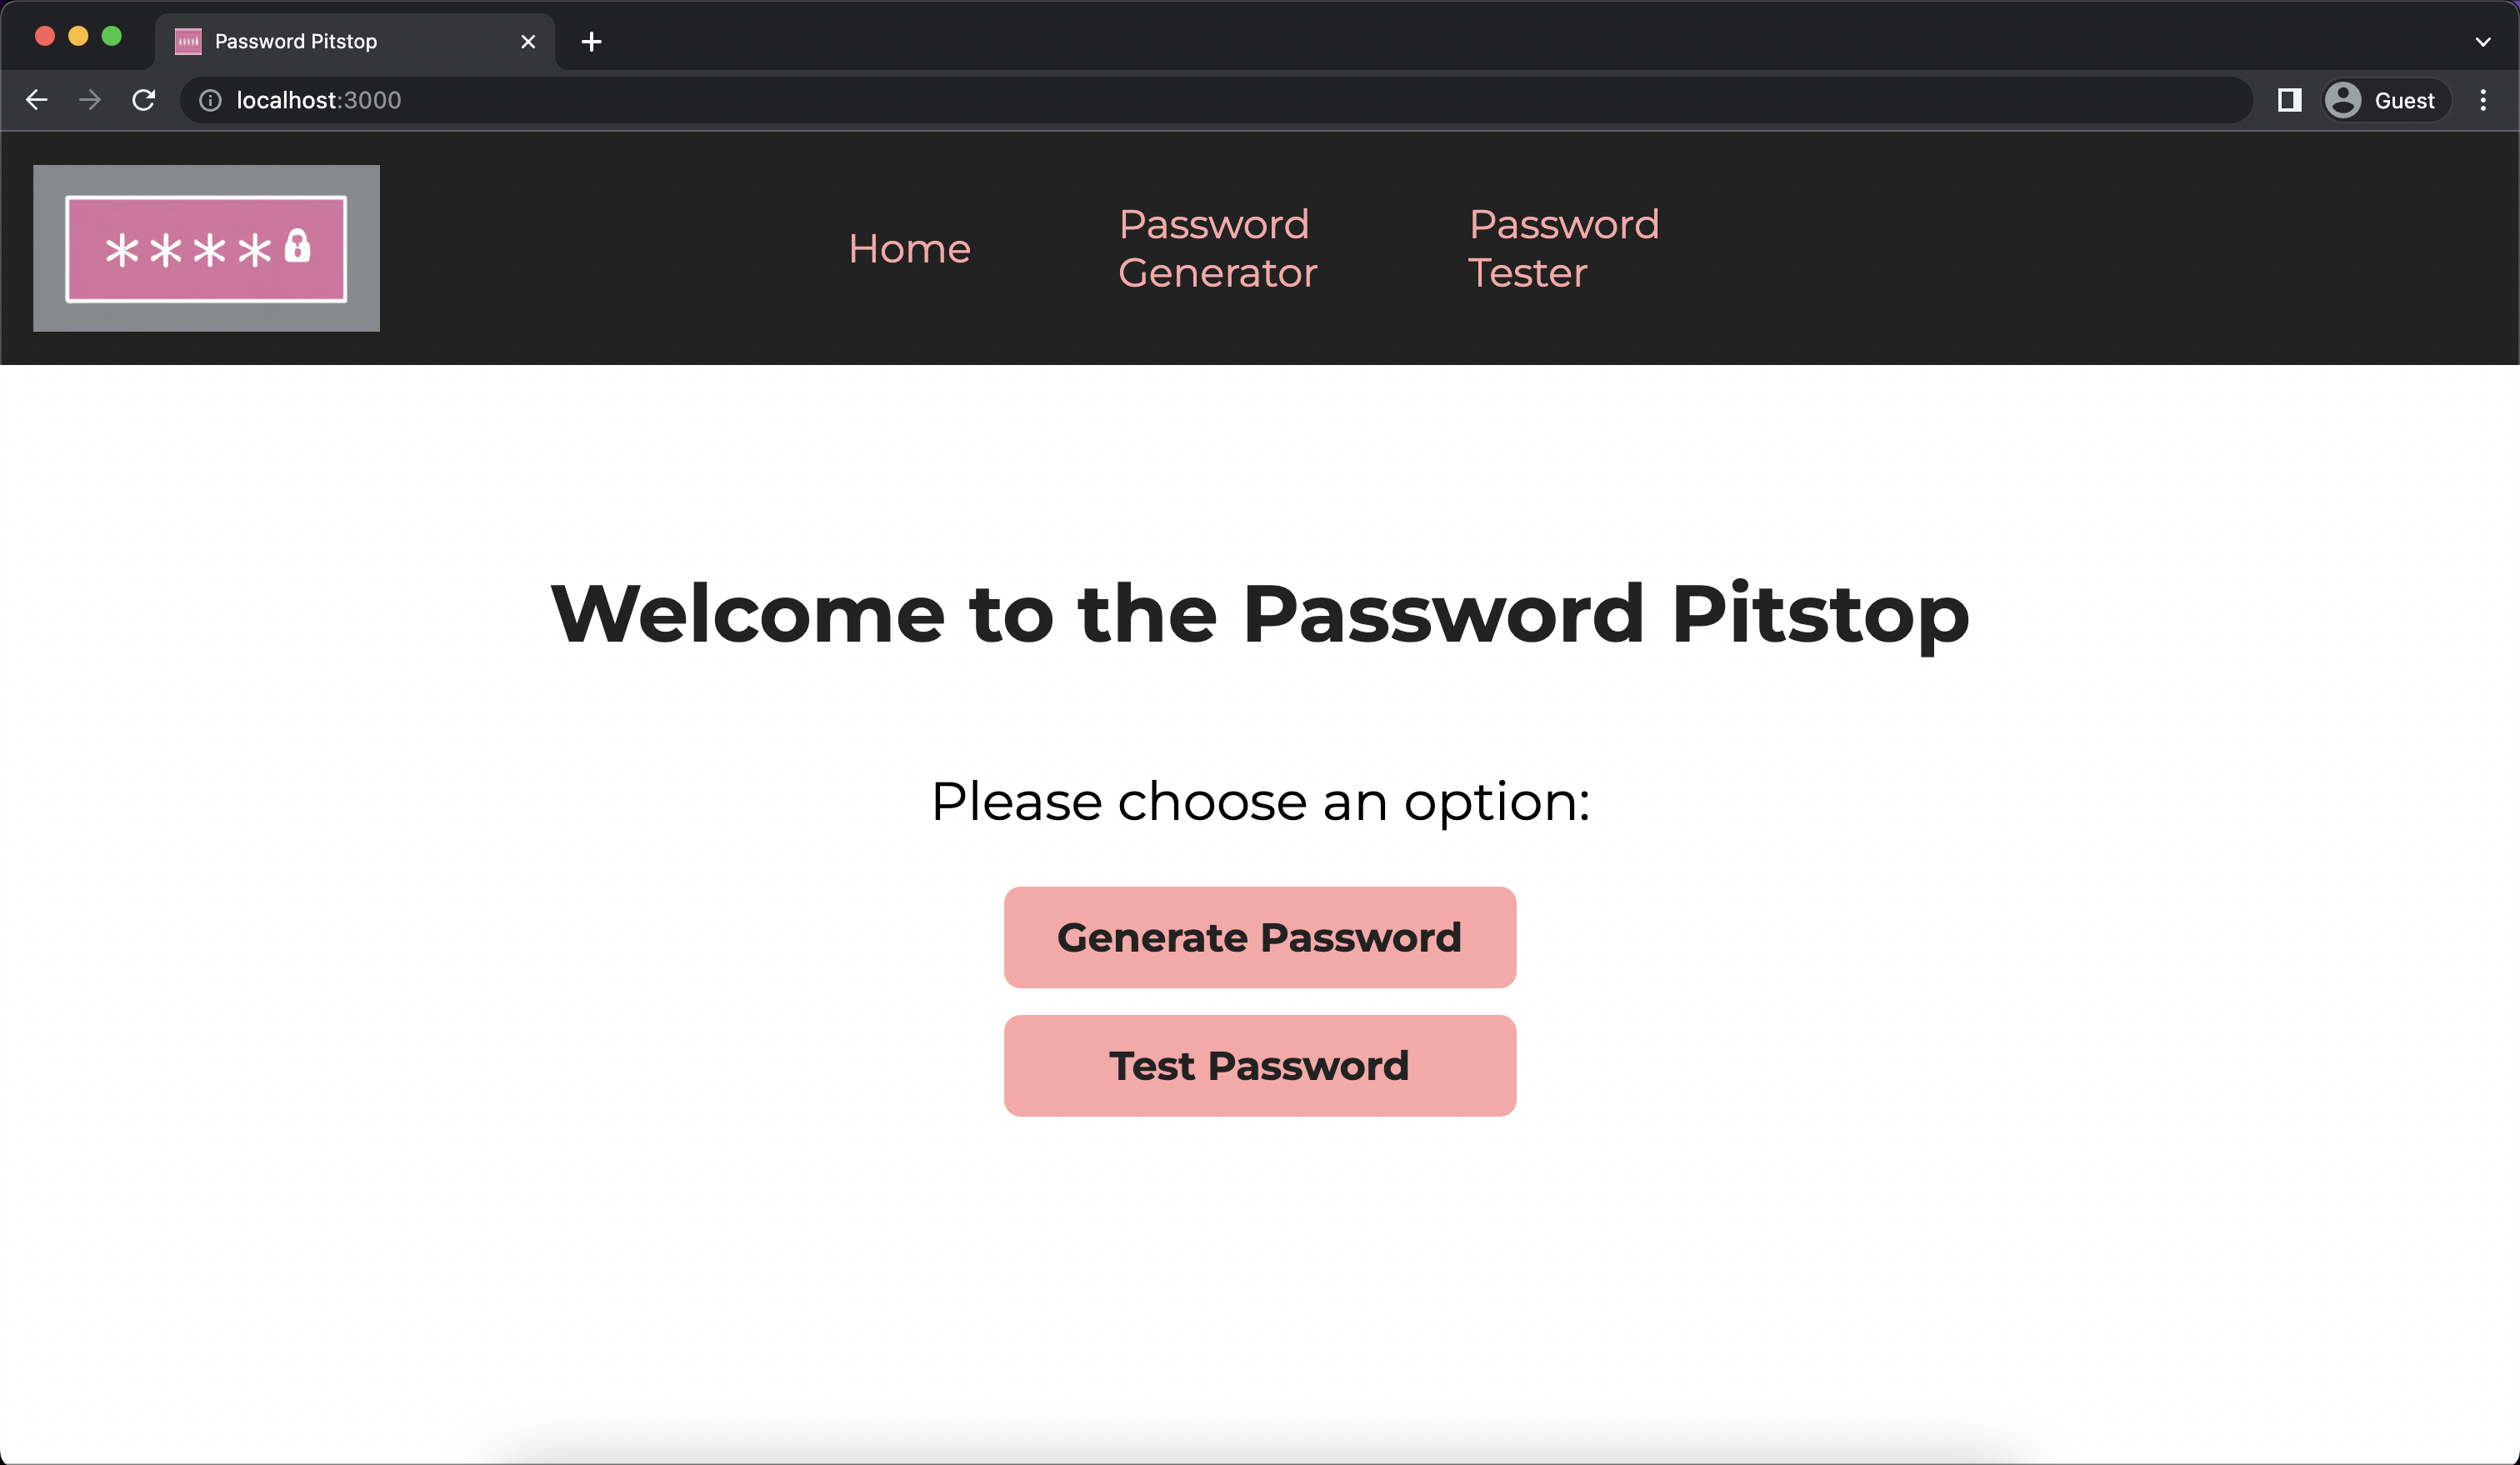 Password Pitstop
localhost:3000
Guest
****
Home
Password
Generator
Password
Tester
Welcome to the Password Pitstop
Please choose an option:
Generate Password
Test Password